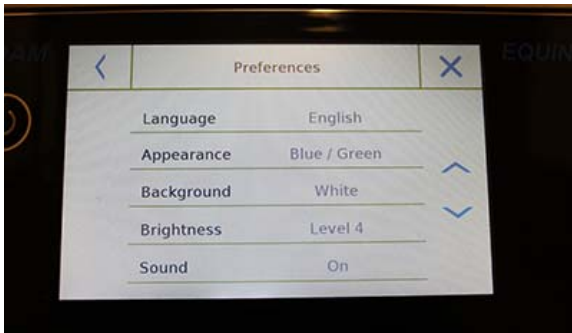 Preferences
Language English
Appearance Blue / Green
Background White
Brightness Level 4
Sound On